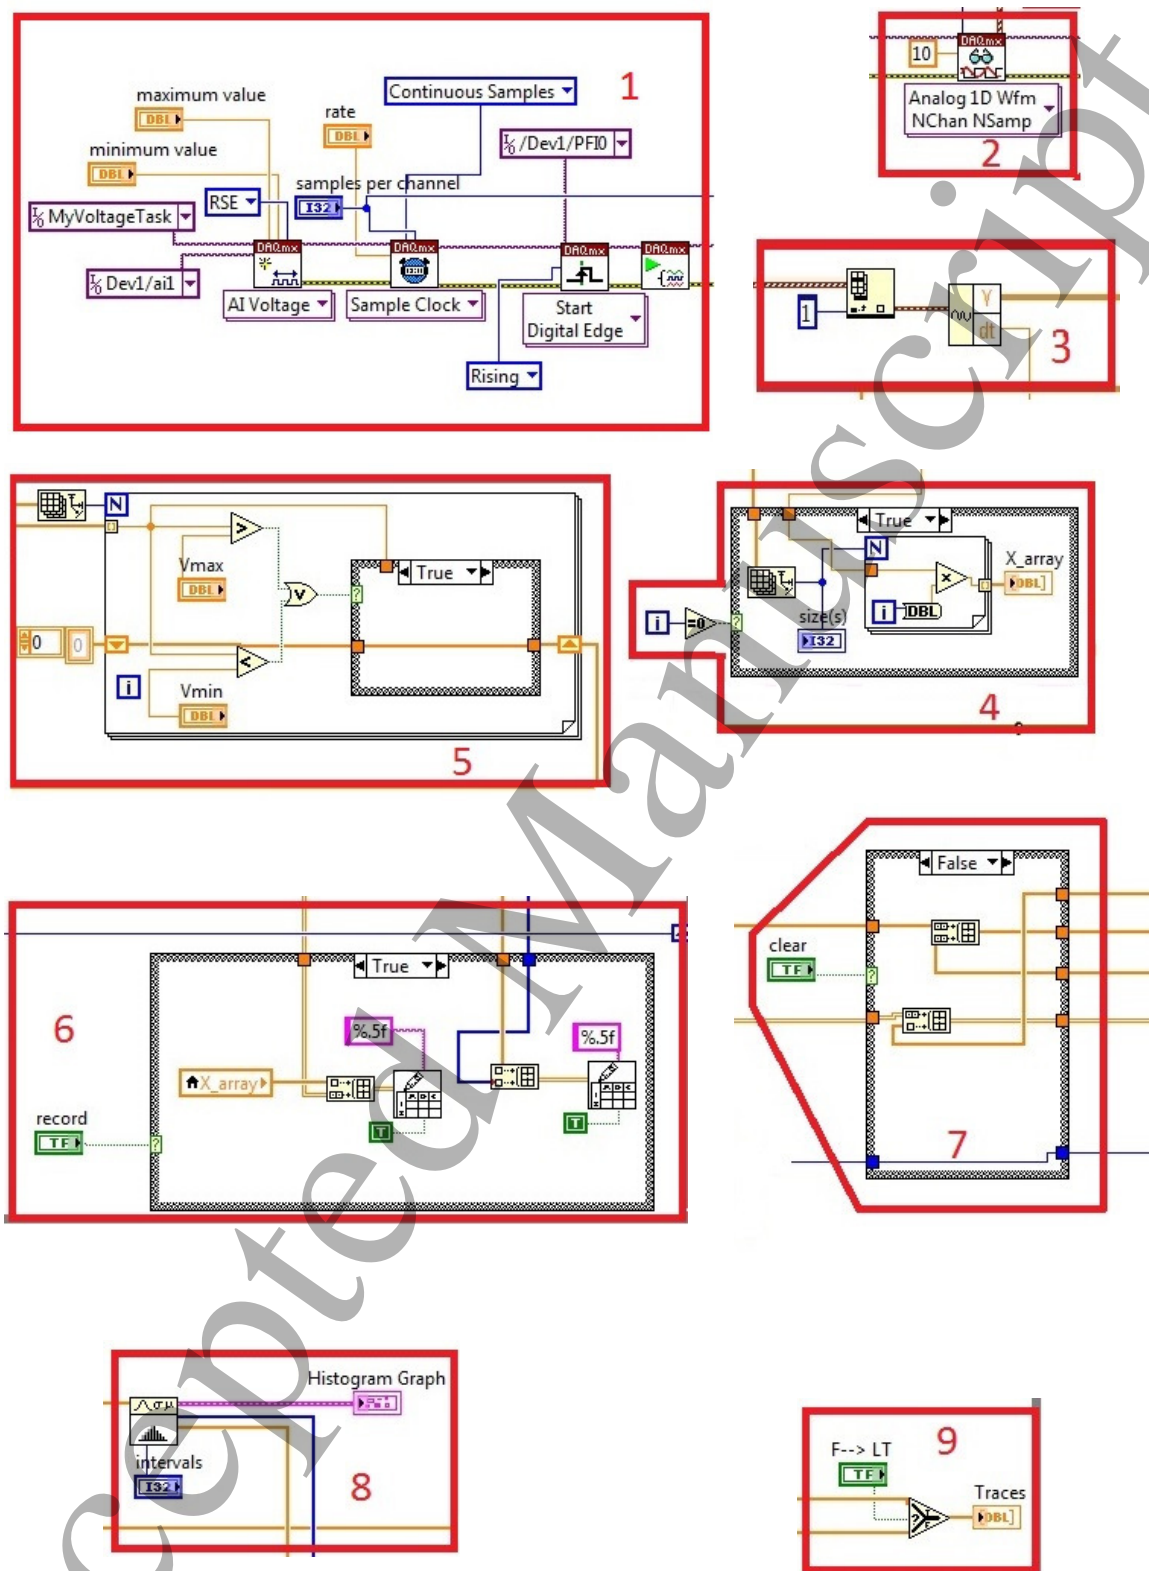 maximum value
DBL
minimum value
DBL
MyVoltageTask
RSE
Dev1/ai1
DAQmx
AI Voltage
rate
DBL
samples per channel
I32
Continuous Samples
DAQmx
Sample Clock
/Dev1/PFI0
DAQmx
Start
Digital Edge
Rising
DAQmx
1
10
DAQmx
Analog 1D Wfm
NChan NSamp
2
1
Y
dt
3
N
Vmax
DBL
True
0
0
i
Vmin
DBL
5
True
N
X_array
DBL
i
DBL
i
=0
size(s)
I32
4
True
6
%.5f
%.5f
X_array
record
TF
T
T
False
clear
TF
7
Histogram Graph
intervals
I32
8
9
F--> LT
TF
Traces
DBL
cepted Manuscript